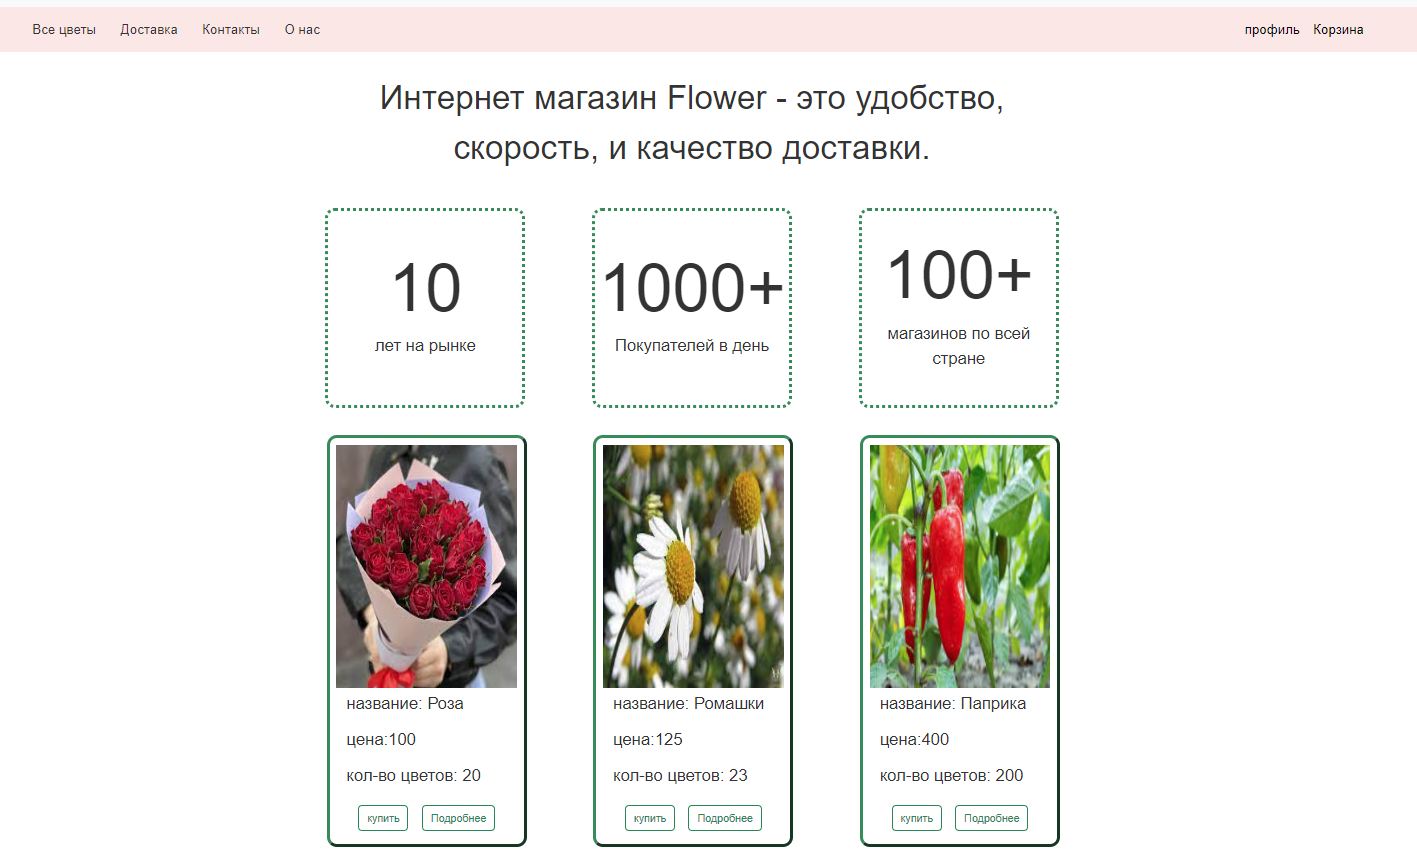 Все цветы Доставка Контакты О нас профиль Корзина
Интернет магазин Flower - это удобство,
скорость, и качество доставки.
10
лет на рынке
1000+
Покупателей в день
100+
магазинов по всей
стране
название: Роза
цена:100
кол-во цветов: 20
купить Подробнее
название: Ромашки
цена:125
кол-во цветов: 23
купить Подробнее
название: Паприка
цена:400
кол-во цветов: 200
купить Подробнее